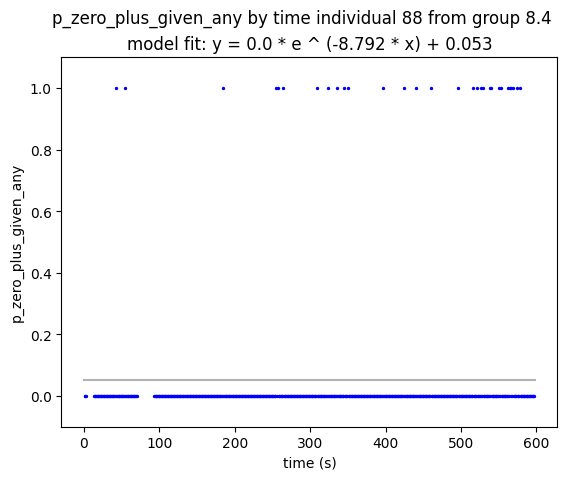 p_zero_plus_given_any by time individual 88 from group 8.4
model fit: y = 0.0 * e ^ (-8.792 * x) + 0.053
1.0
0.8
0.6
0.4
0.2
0.0
p_zero_plus_given_any
0 100 200 300 400 500 600
time (s)